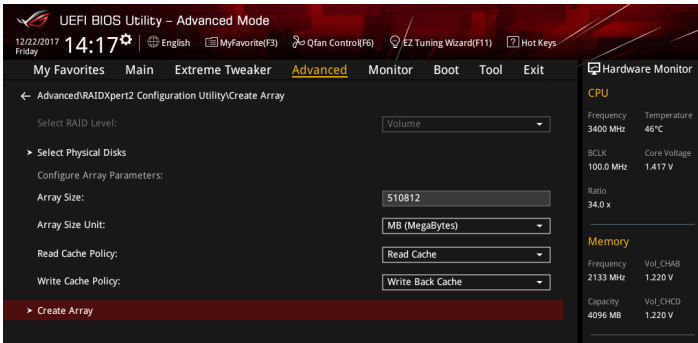 UEFI BIOS Utility – Advanced Mode
12/22/2017 Friday 14:17 English MyFavorite(F3) Qfan Control(F6) EZ Tuning Wizard(F11) ? Hot Keys
My Favorites Main Extreme Tweaker Advanced Monitor Boot Tool Exit
← Advanced\RAIDXpert2 Configuration Utility\Create Array
Select RAID Level: Volume
> Select Physical Disks
Configure Array Parameters:
Array Size: 510812
Array Size Unit: MB (MegaBytes)
Read Cache Policy: Read Cache
Write Cache Policy: Write Back Cache
> Create Array
Hardware Monitor
CPU
Frequency Temperature
3400 MHz 46°C
BCLK Core Voltage
100.0 MHz 1.417 V
Ratio
34.0 x
Memory
Frequency Vol_CHAB
2133 MHz 1.220 V
Capacity Vol_CHCD
4096 MB 1.220 V